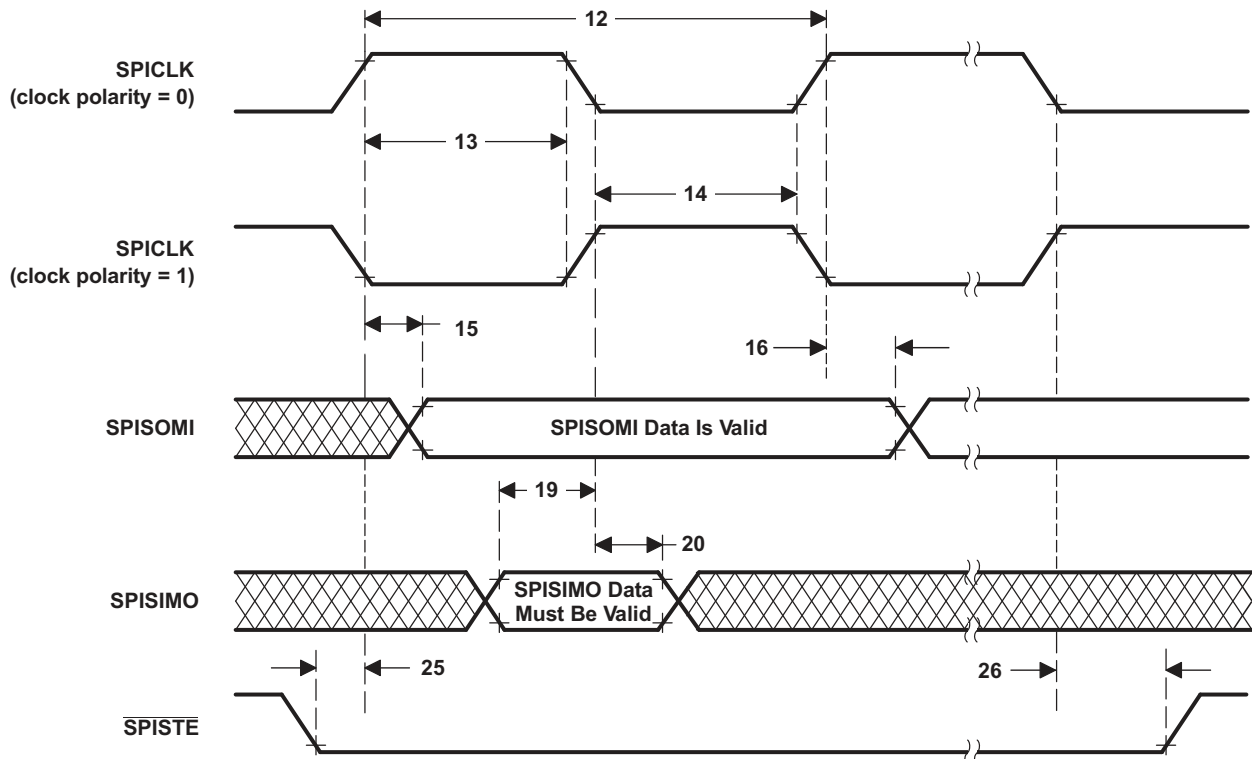 12
SPICLK
(clock polarity = 0)
13
14
SPICLK
(clock polarity = 1)
15
16
SPISOMI
SPISOMI Data Is Valid
19
20
SPISIMO
SPISIMO Data
Must Be Valid
25
26
SPISTE